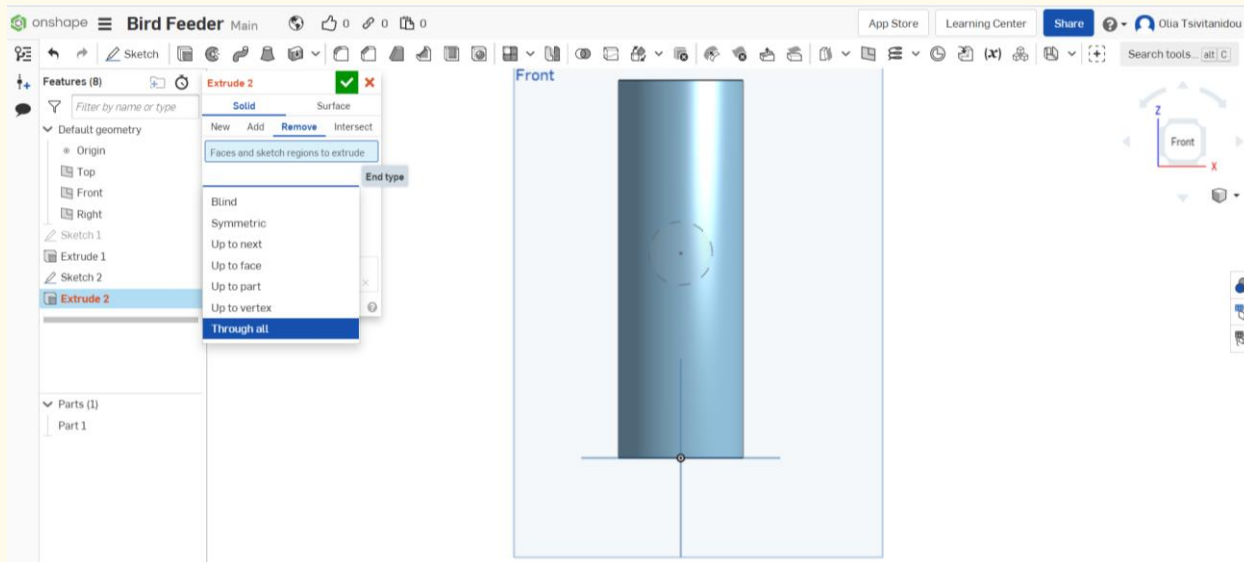 onshape Bird Feeder Main 0 0 0 App Store Learning Center Share Olia Tsivitanidou
Sketch Search tools... alt C
Features (8)
Filter by name or type
Default geometry
Origin
Top
Front
Right
Sketch 1
Extrude 1
Sketch 2
Extrude 2
Parts (1)
Part 1
Extrude 2
Solid Surface
New Add Remove Intersect
Faces and sketch regions to extrude
End type
Blind
Symmetric
Up to next
Up to face
Up to part
Up to vertex
Through all
Front
Z
Front
X